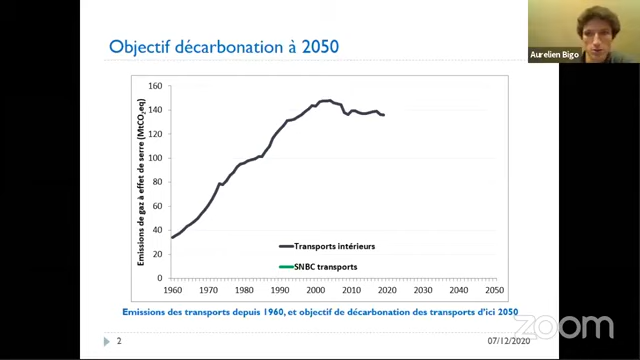 Objectif décarbonation à 2050
Aurelien Bigo
Emissions de gaz à effet de serre (MtCO2eq)
160
140
120
100
80
60
40
20
0
Transports intérieurs
SNBC transports
1960 1970 1980 1990 2000 2010 2020 2030 2040 2050
Emissions des transports depuis 1960, et objectif de décarbonation des transports d'ici 2050
2
07/12/2020
zoom